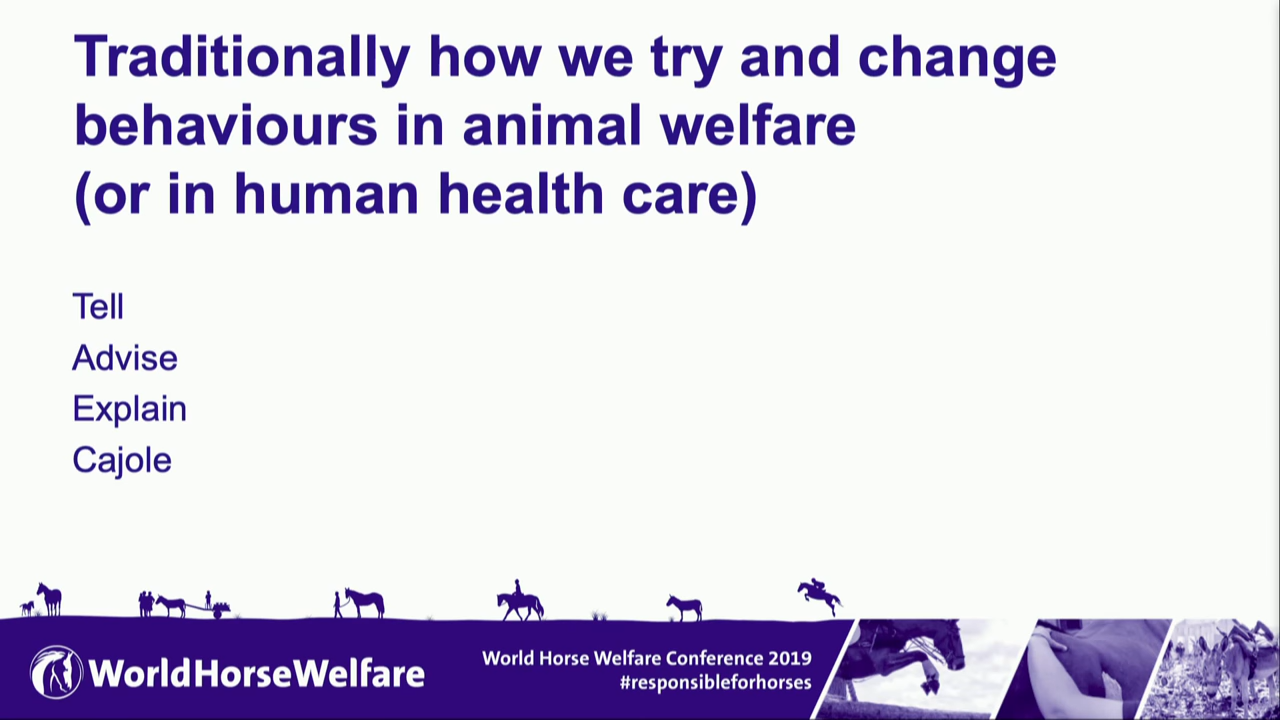 Traditionally how we try and change
behaviours in animal welfare
(or in human health care)
Tell
Advise
Explain
Cajole
WorldHorseWelfare
World Horse Welfare Conference 2019
#responsibleforhorses